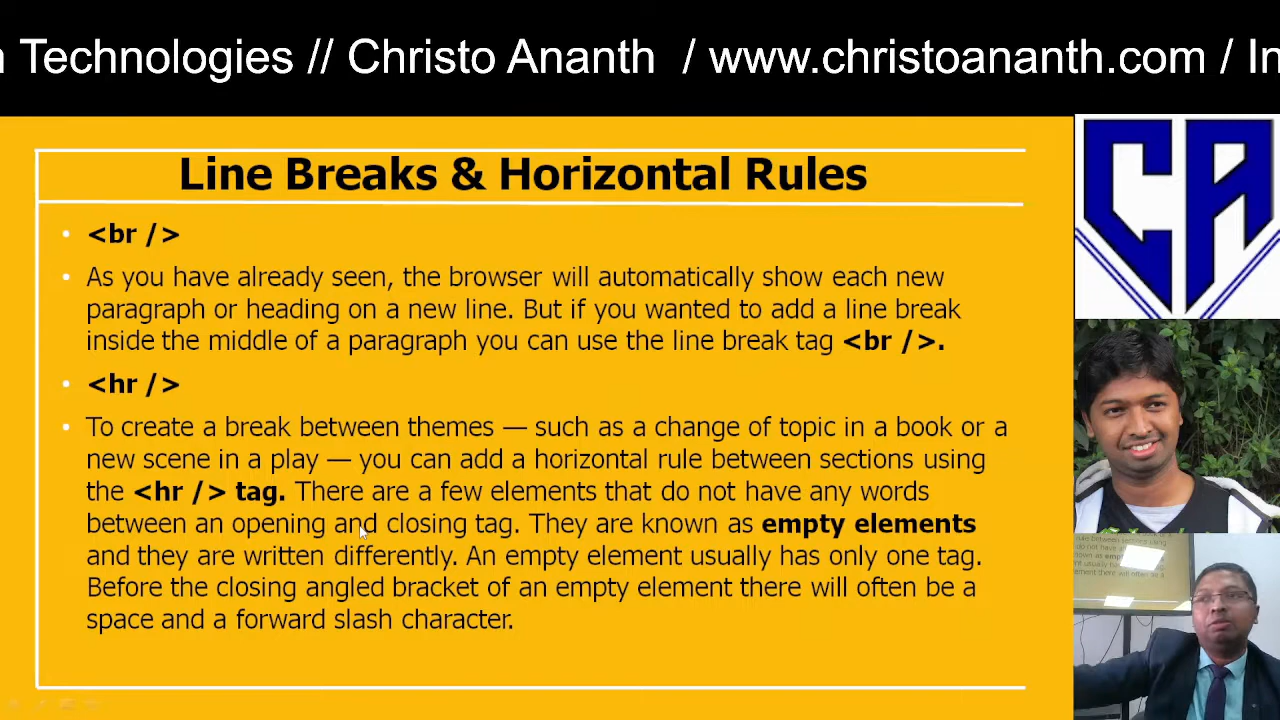 Technologies // Christo Ananth / www.christoananth.com / In
Line Breaks & Horizontal Rules
• <br />
• As you have already seen, the browser will automatically show each new
paragraph or heading on a new line. But if you wanted to add a line break
inside the middle of a paragraph you can use the line break tag <br />.
• <hr />
• To create a break between themes — such as a change of topic in a book or a
new scene in a play — you can add a horizontal rule between sections using
the <hr /> tag. There are a few elements that do not have any words
between an opening and closing tag. They are known as empty elements
and they are written differently. An empty element usually has only one tag.
Before the closing angled bracket of an empty element there will often be a
space and a forward slash character.
CA